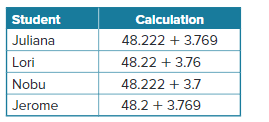 Student Calculation
Juliana 48.222 + 3.769
Lori 48.22 + 3.76
Nobu 48.222 + 3.7
Jerome 48.2 + 3.769